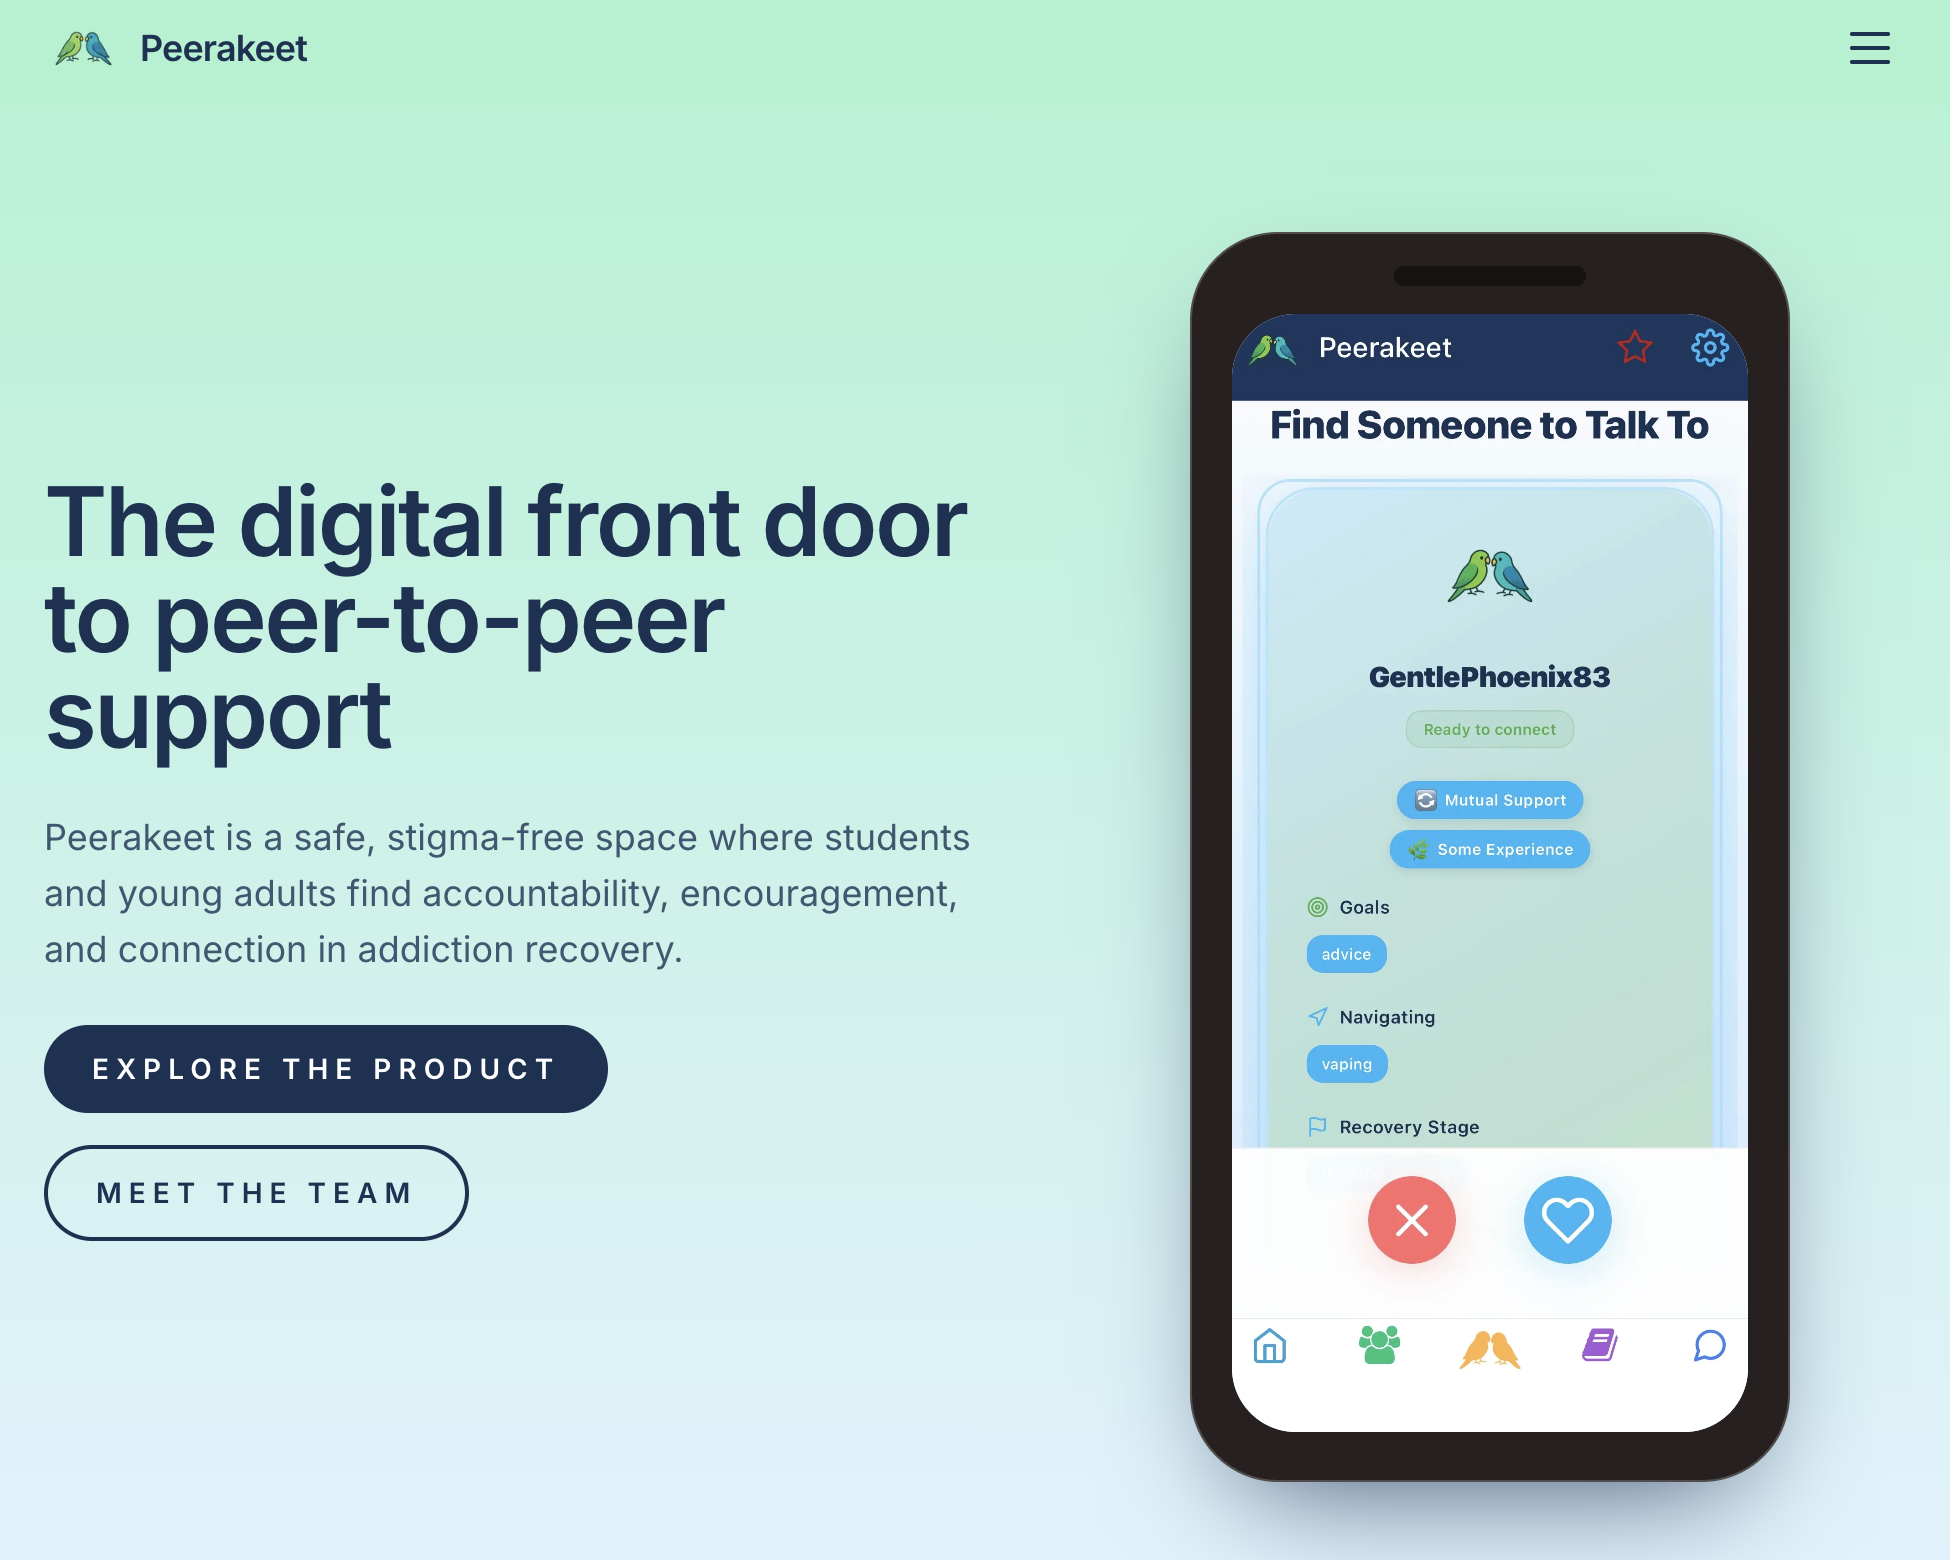 Peerakeet
The digital front door
to peer-to-peer
support
Peerakeet is a safe, stigma-free space where students
and young adults find accountability, encouragement,
and connection in addiction recovery.
EXPLORE THE PRODUCT
MEET THE TEAM
Peerakeet
Find Someone to Talk To
GentlePhoenix83
Ready to connect
Mutual Support
Some Experience
Goals
advice
Navigating
vaping
Recovery Stage